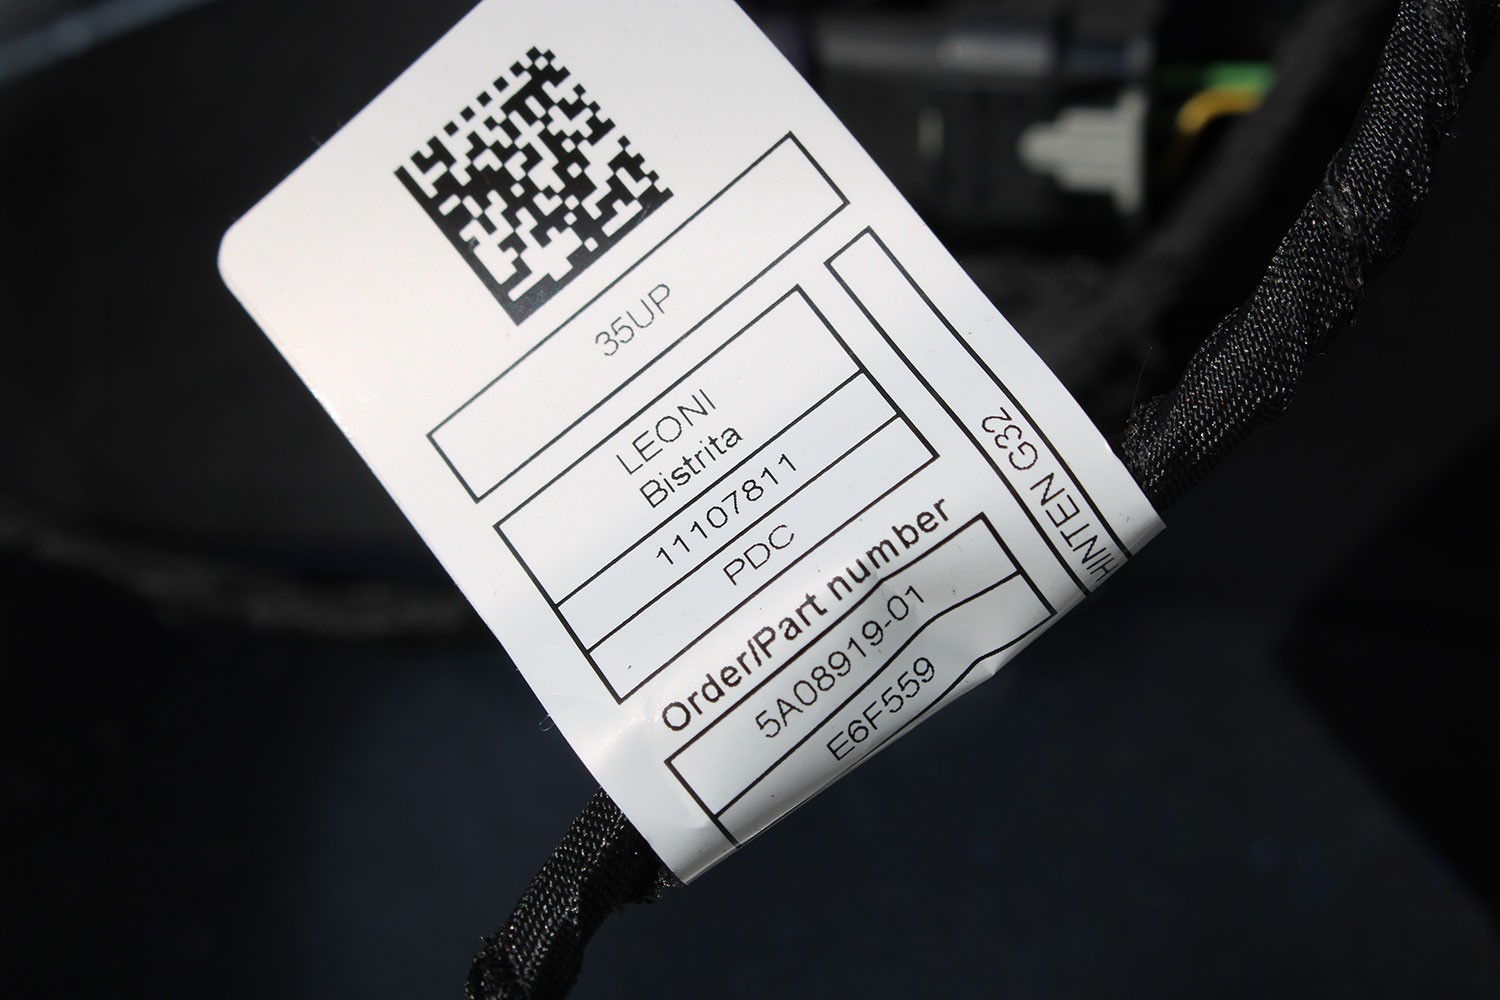 35UP
LEONI
Bistrita
11107811
PDC
Order/Part number
5A08919-01
E6F559
HINTEN G32